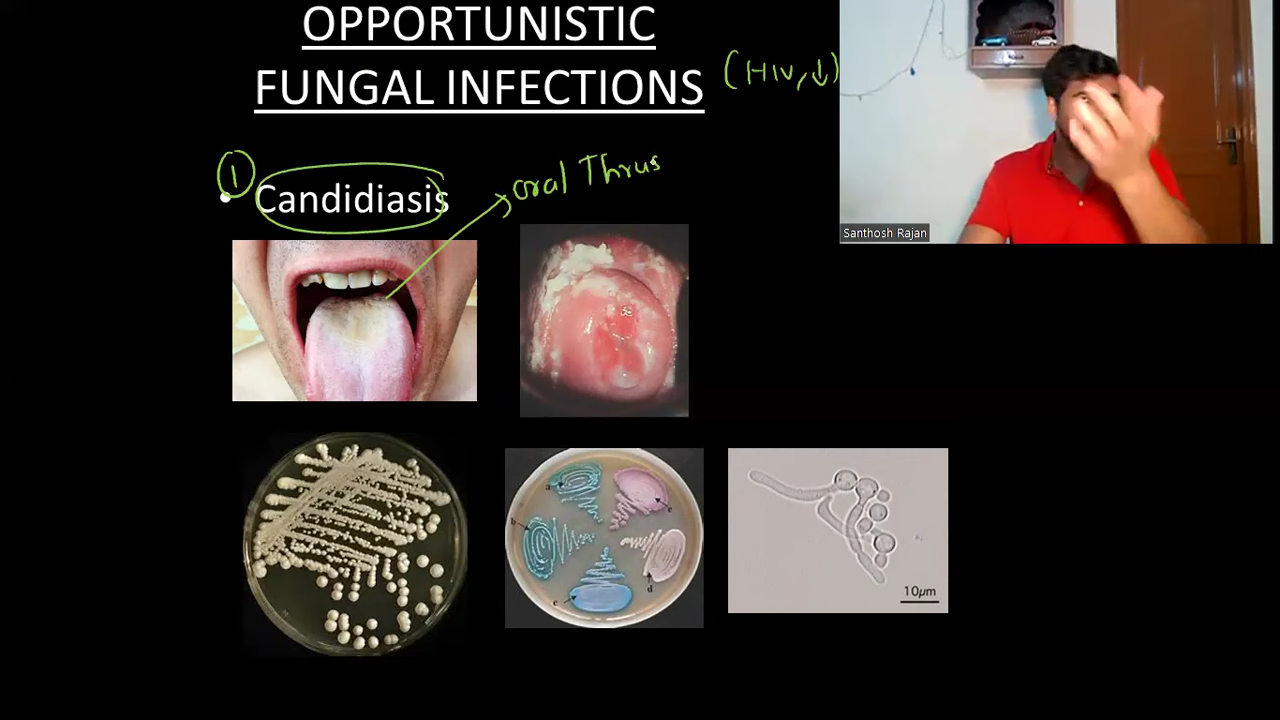 OPPORTUNISTIC
FUNGAL INFECTIONS
(HIV, ↓)
Santhosh Rajan
1
• Candidiasis
oral Thrus
a
e
b
d
c
10µm